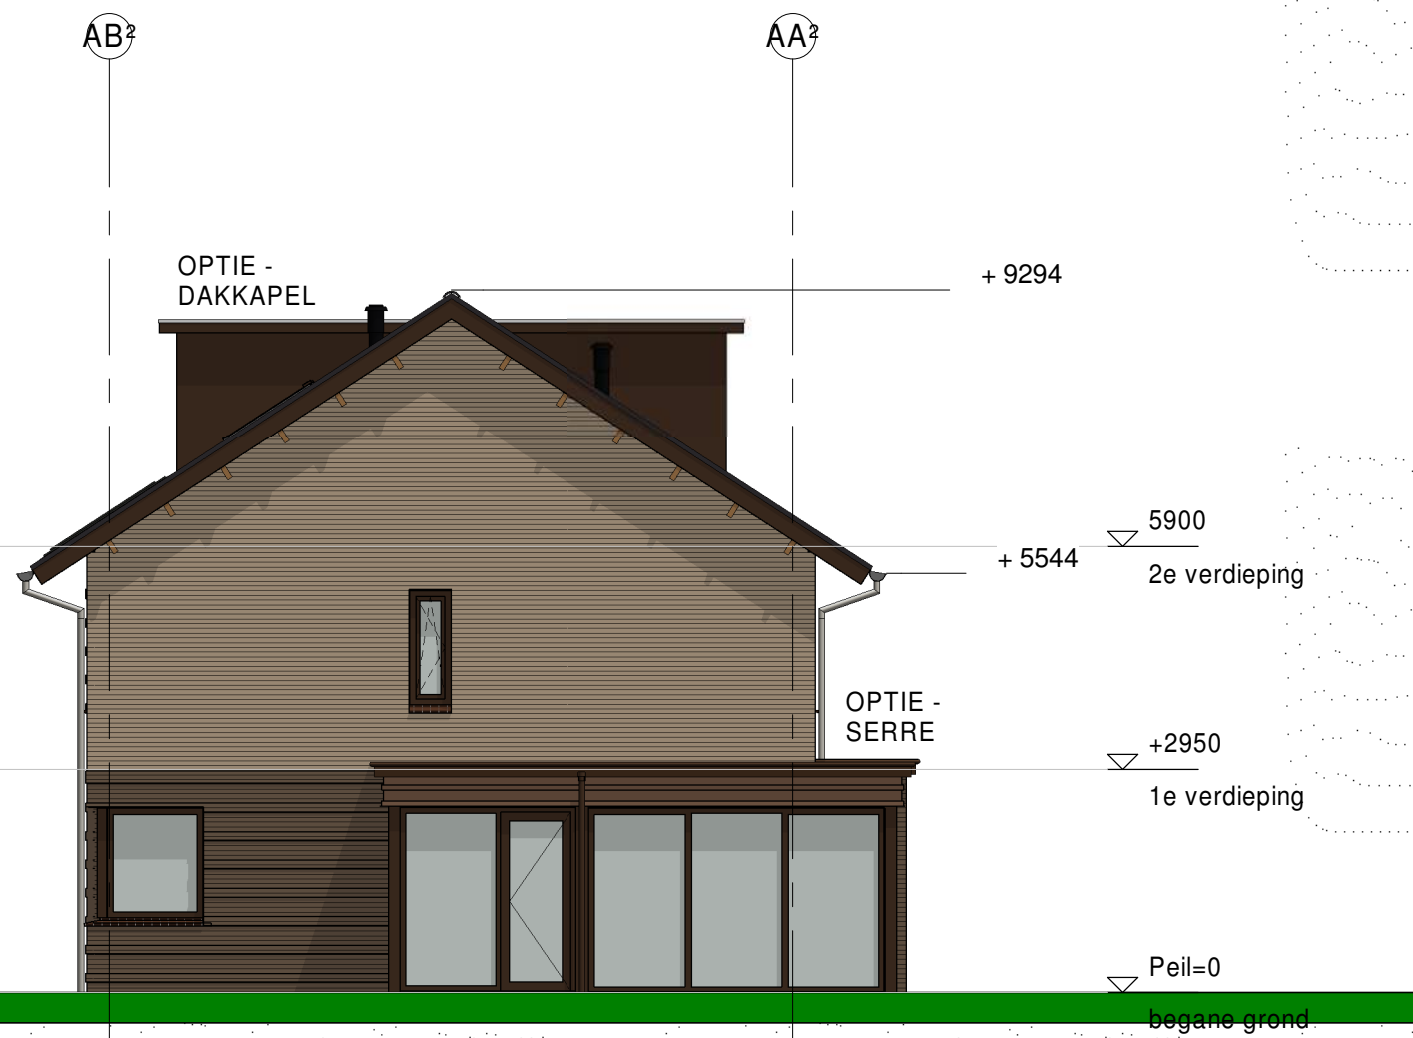 AB²
AA²
OPTIE -
DAKKAPEL
+ 9294
5900
+ 5544
2e verdieping
OPTIE -
SERRE
+2950
1e verdieping
Peil=0
begane grond